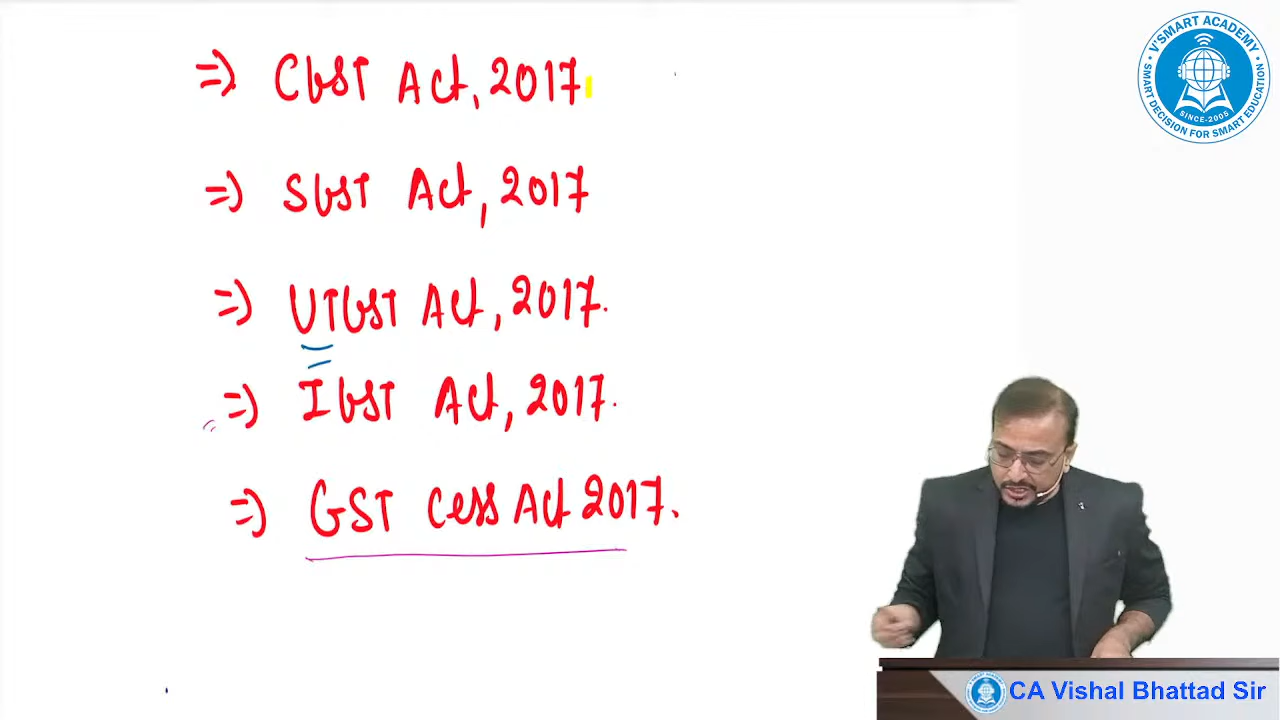 => CGST Act, 2017
=> SGST Act, 2017
=> UTGST Act, 2017.
=> IGST Act, 2017.
=> GST Cess Act 2017.
V'SMART ACADEMY
SINCE-2005
SMART DECISION FOR SMART EDUCATION
CA Vishal Bhattad Sir